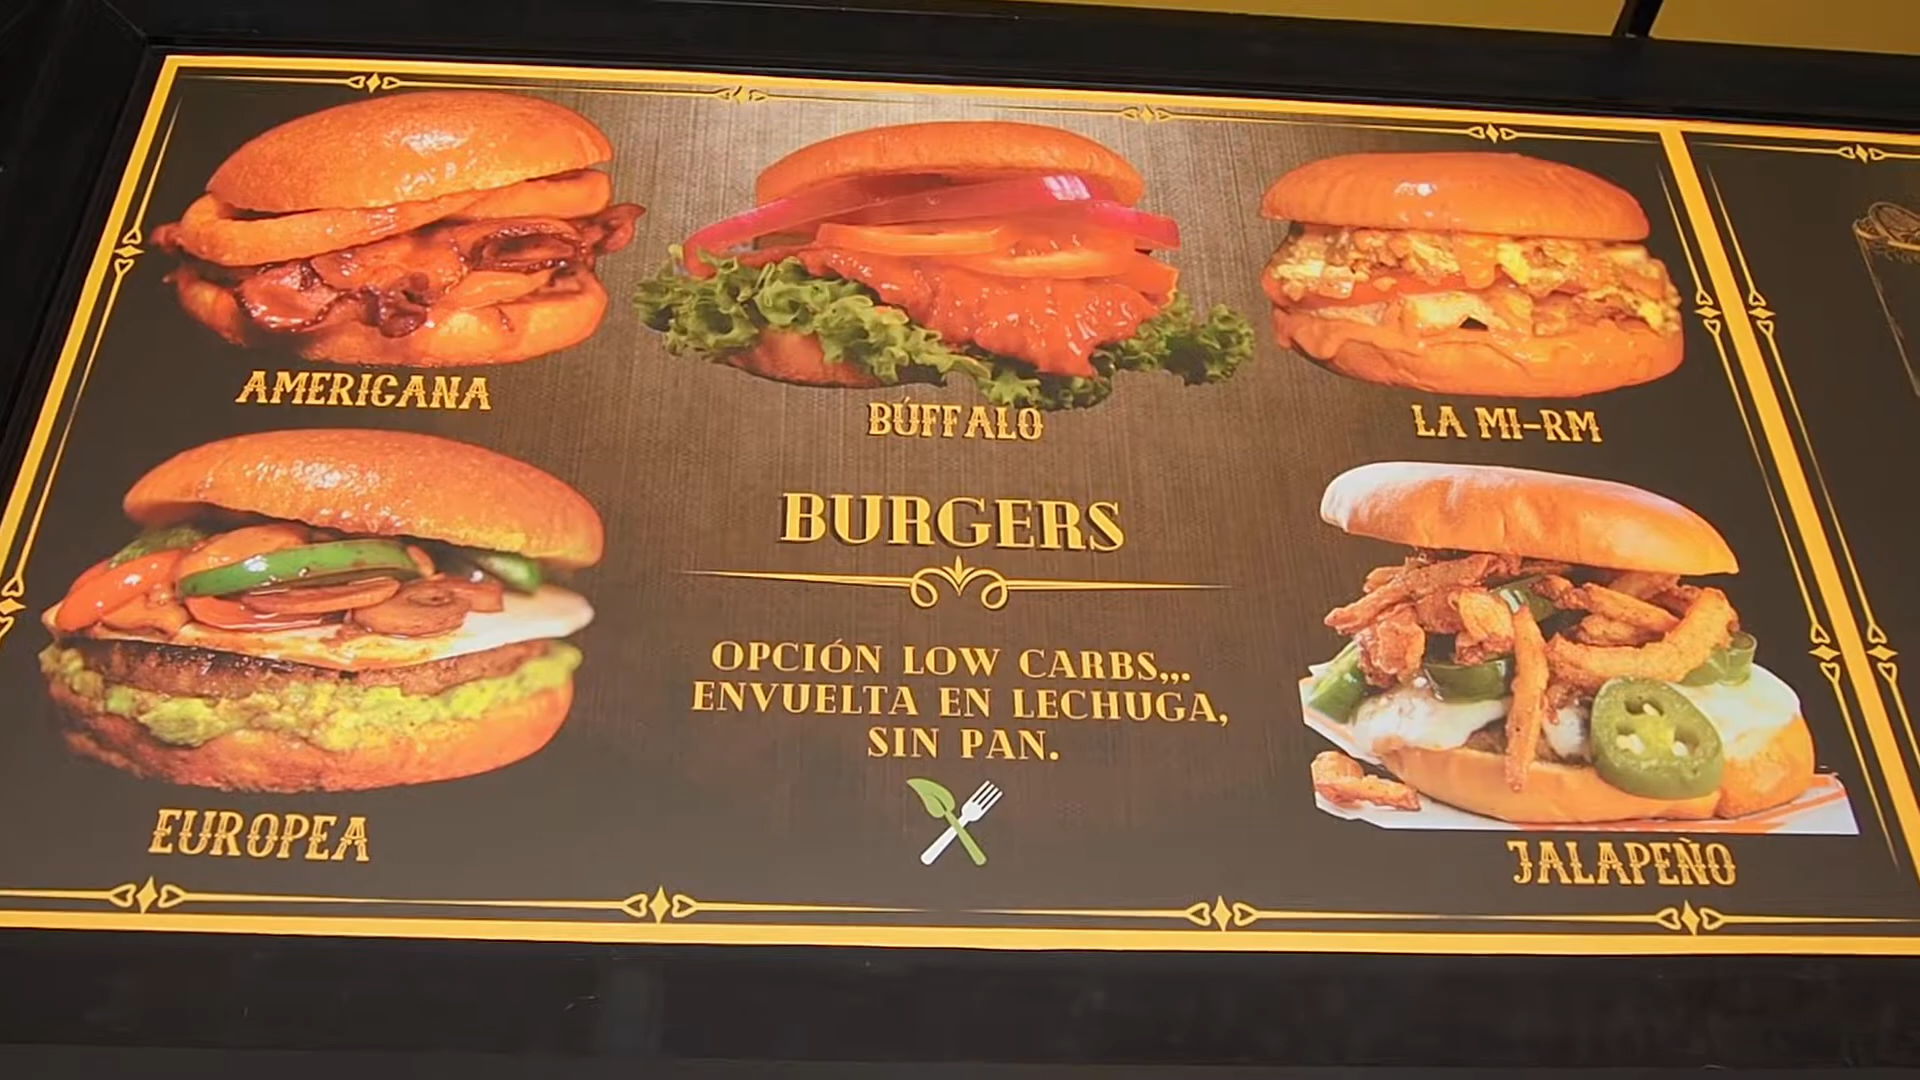 AMERICANA
BÚFFALO
LA MI-RM
BURGERS
OPCIÓN LOW CARBS,,.
ENVUELTA EN LECHUGA,
SIN PAN.
EUROPEA
JALAPEÑO